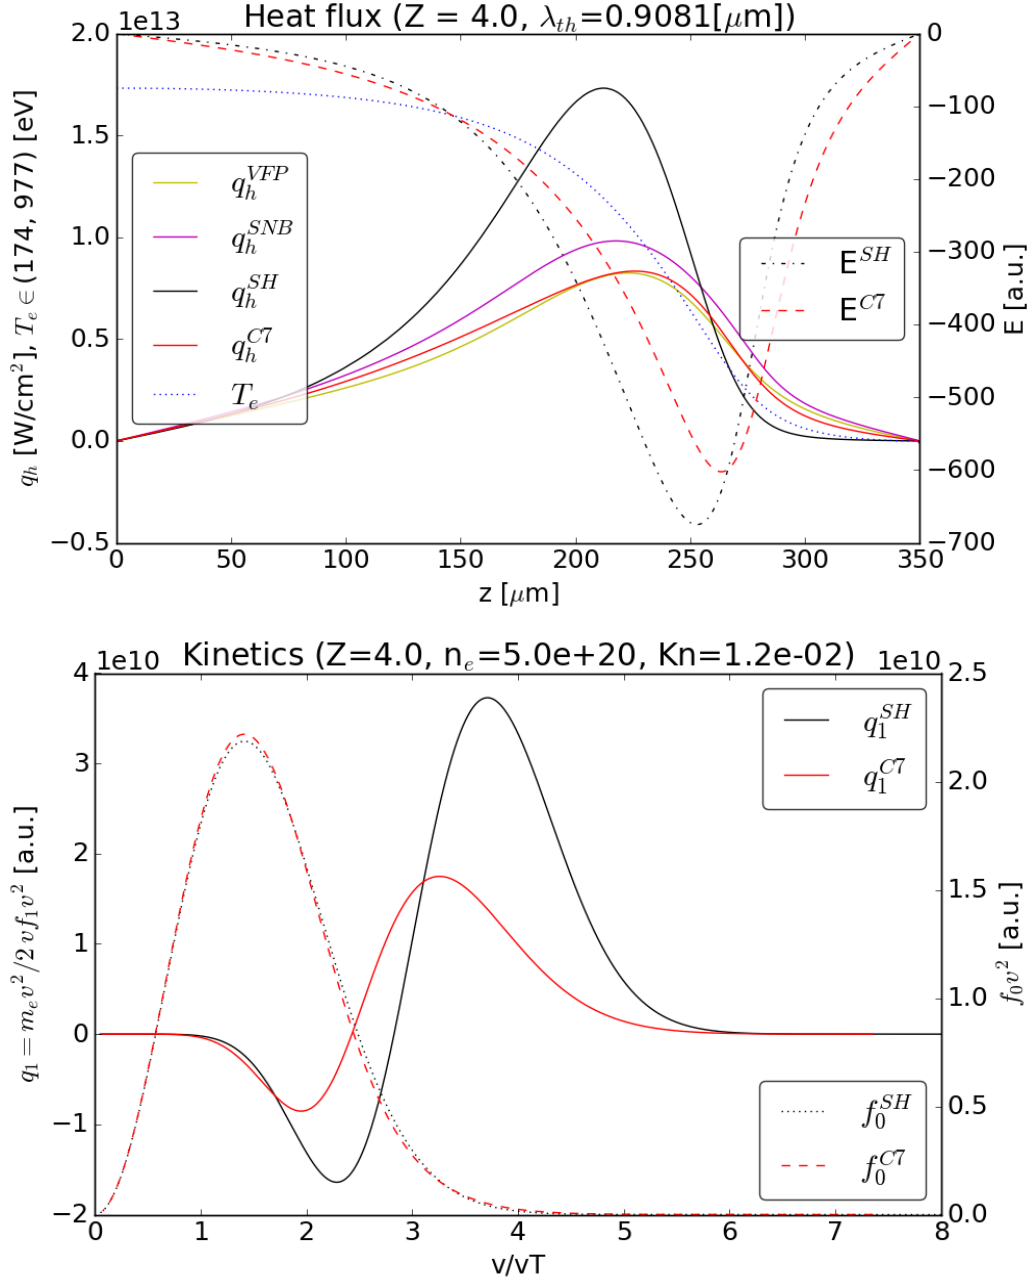 Heat flux (Z = 4.0, λ_th=0.9081[μm])
1e13
2.0
1.5
1.0
0.5
0.0
−0.5
q_h [W/cm²], T_e ∈ (174, 977) [eV]
q_h^VFP
q_h^SNB
q_h^SH
q_h^C7
T_e
E^SH
E^C7
0
−100
−200
−300
−400
−500
−600
−700
E [a.u.]
0 50 100 150 200 250 300 350
z [μm]
Kinetics (Z=4.0, n_e=5.0e+20, Kn=1.2e-02)
1e10
1e10
4
3
2
1
0
−1
−2
q_1 = m_e v²/2 v f_1 v² [a.u.]
q_1^SH
q_1^C7
f_0^SH
f_0^C7
2.5
2.0
1.5
1.0
0.5
0.0
f_0 v² [a.u.]
0 1 2 3 4 5 6 7 8
v/vT